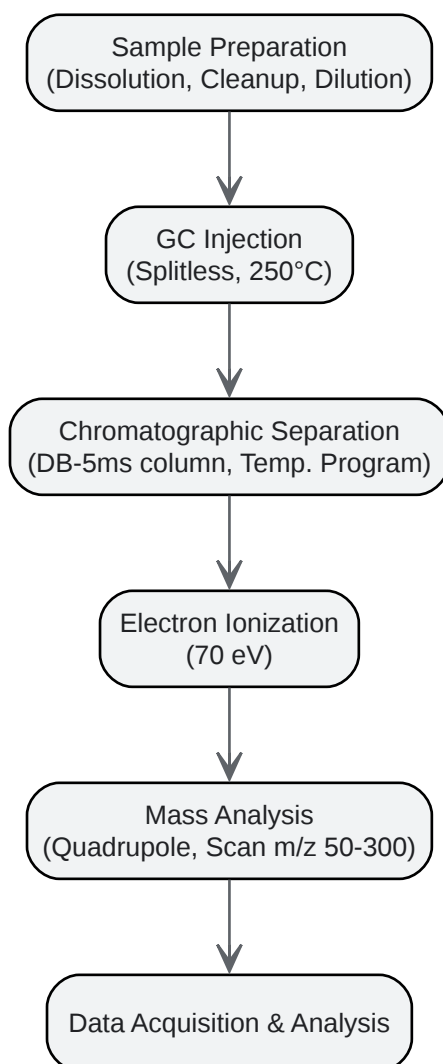 Sample Preparation
(Dissolution, Cleanup, Dilution)
GC Injection
(Splitless, 250°C)
Chromatographic Separation
(DB-5ms column, Temp. Program)
Electron Ionization
(70 eV)
Mass Analysis
(Quadrupole, Scan m/z 50-300)
Data Acquisition & Analysis